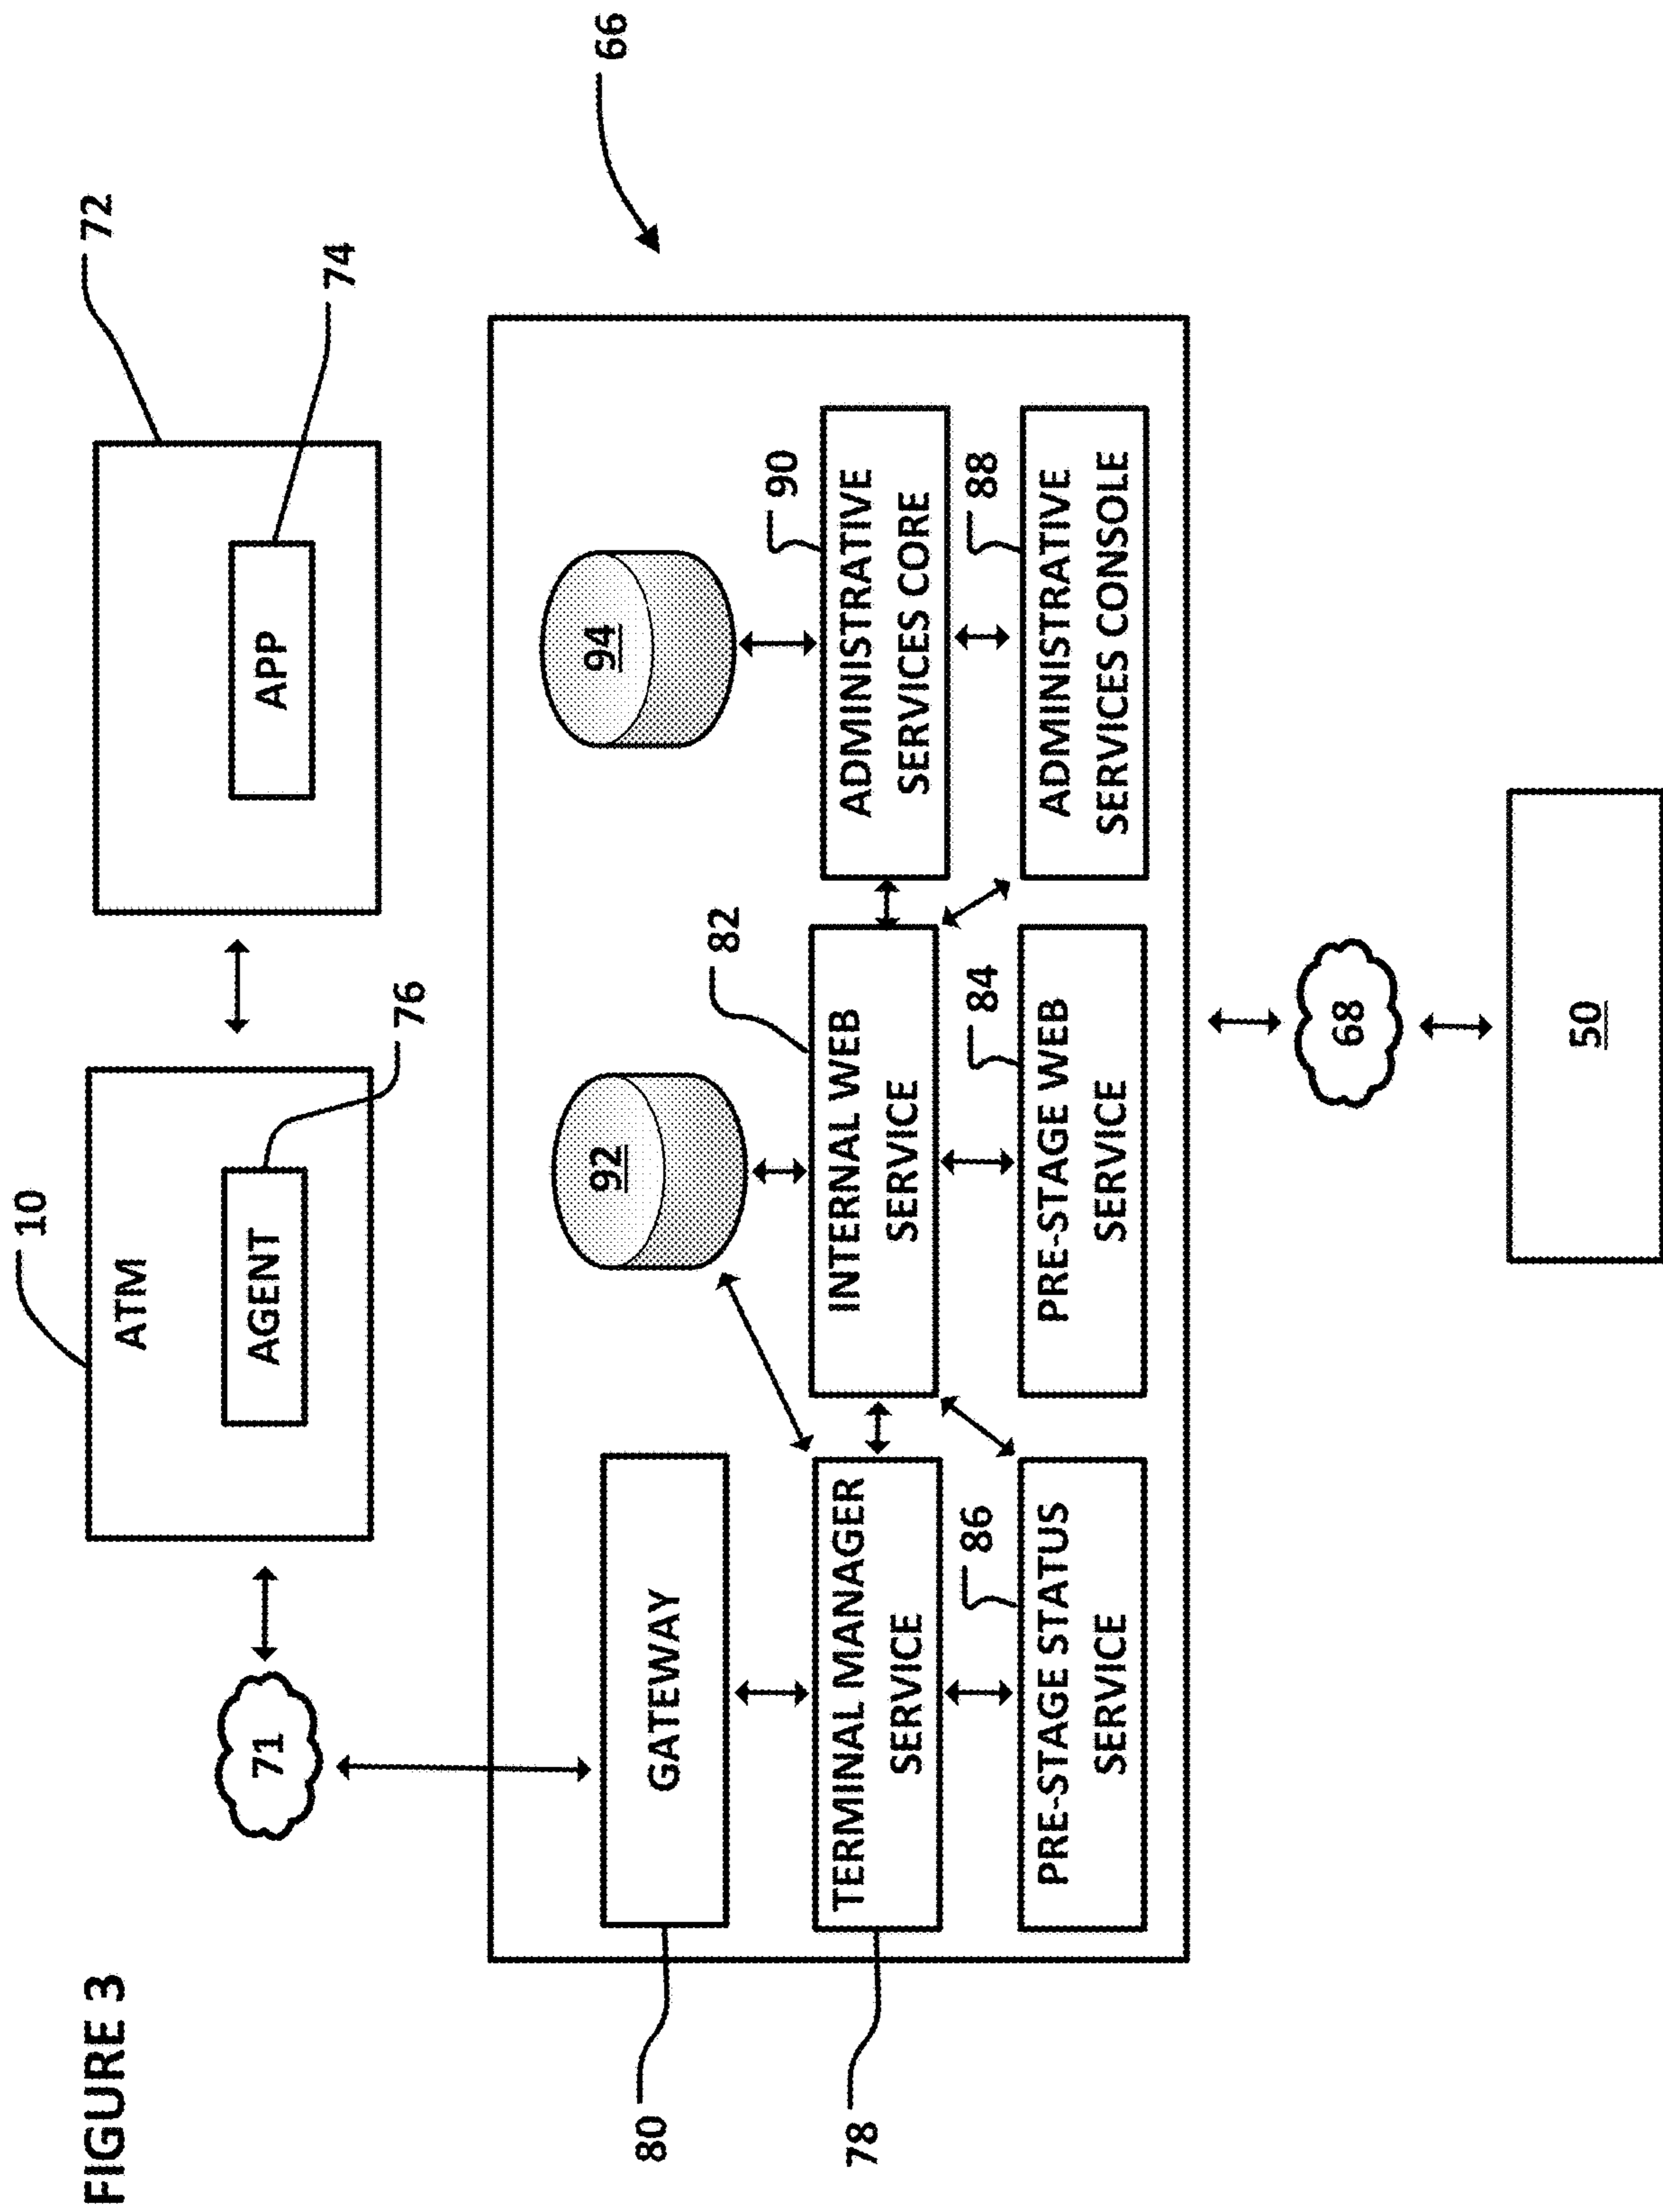 FIGURE 3
10
72
ATM
AGENT
76
APP
74
71
66
80
GATEWAY
92
94
78
TERMINAL MANAGER
SERVICE
82
INTERNAL WEB
SERVICE
90
ADMINISTRATIVE
SERVICES CORE
86
PRE-STAGE STATUS
SERVICE
84
PRE-STAGE WEB
SERVICE
88
ADMINISTRATIVE
SERVICES CONSOLE
68
50